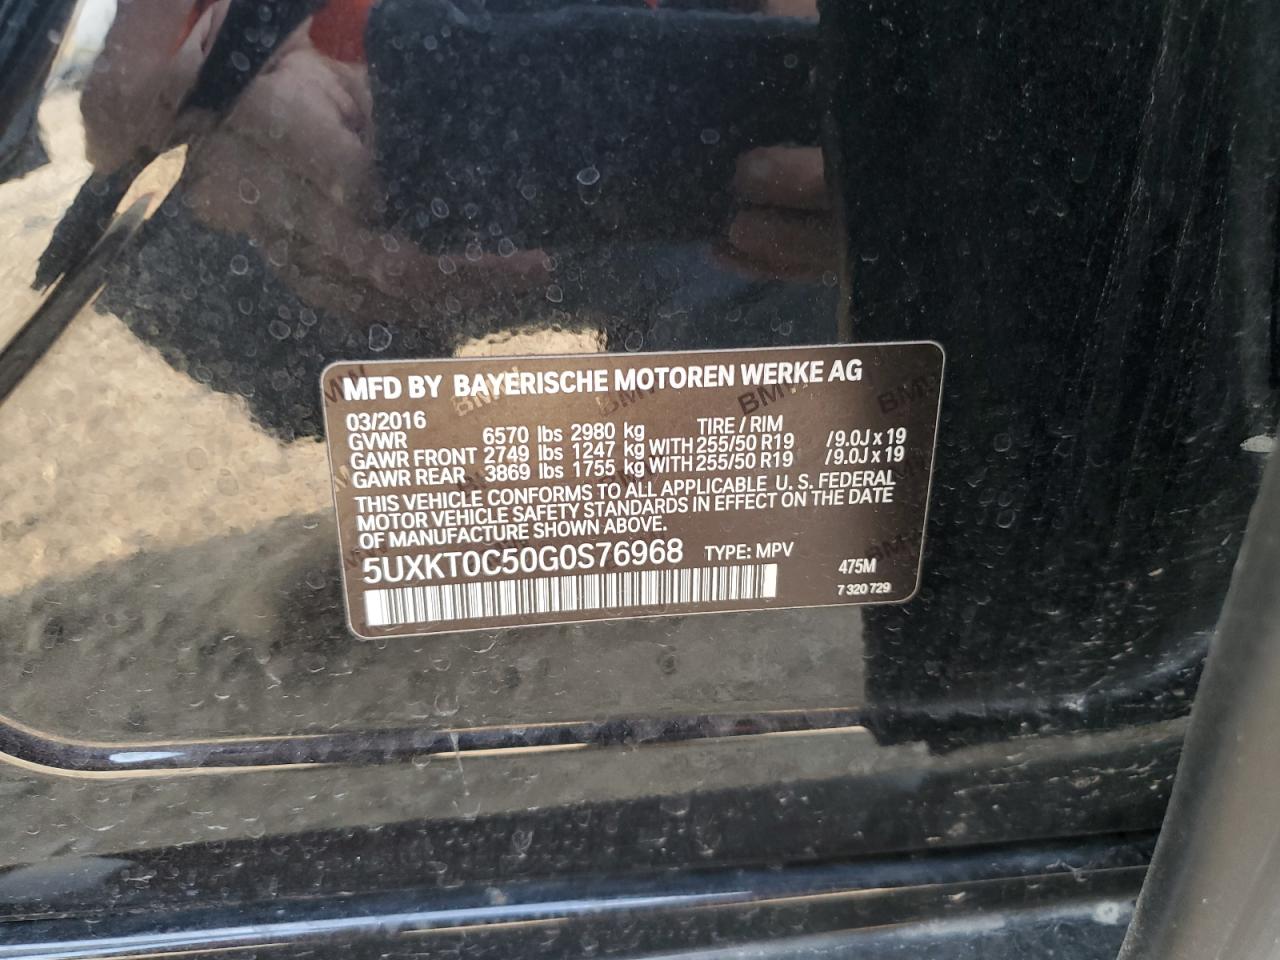 MFD BY BAYERISCHE MOTOREN WERKE AG
03/2016 TIRE / RIM
GVWR 6570 lbs 2980 kg
GAWR FRONT 2749 lbs 1247 kg WITH 255/50 R19 /9.0J x 19
GAWR REAR 3869 lbs 1755 kg WITH 255/50 R19 /9.0J x 19
THIS VEHICLE CONFORMS TO ALL APPLICABLE U. S. FEDERAL
MOTOR VEHICLE SAFETY STANDARDS IN EFFECT ON THE DATE
OF MANUFACTURE SHOWN ABOVE.
5UXKT0C50G0S76968 TYPE: MPV 475M
7 320 729